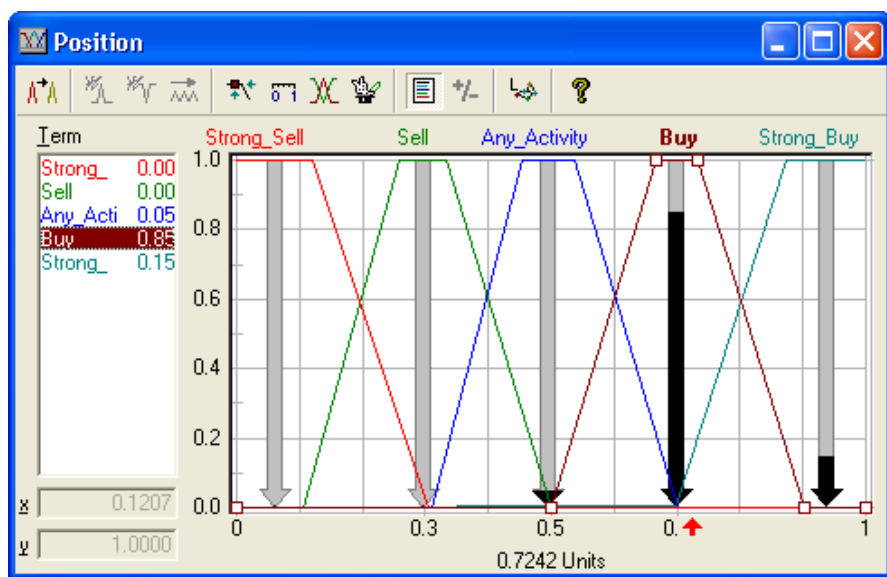 Position
0 1
+/-
?
Term
Strong_ 0.00
Sell 0.00
Any_Acti 0.05
Buy 0.85
Strong_ 0.15
x 0.1207
y 1.0000
Strong_Sell Sell Any_Activity Buy Strong_Buy
1.0
0.8
0.6
0.4
0.2
0.0
0 0.3 0.5 0. 1
0.7242 Units